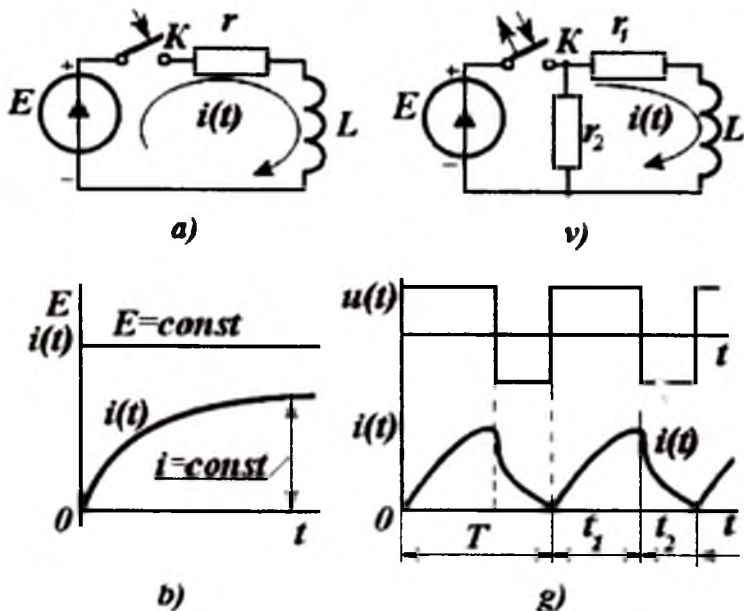 K r
+
E i(t) L
–
a)
K r₁
+
E r₂ i(t) L
–
v)
E
i(t) E=const
i(t)
i=const
0 t
b)
u(t)
t
i(t) i(t)
0 T t₁ t₂ t
g)